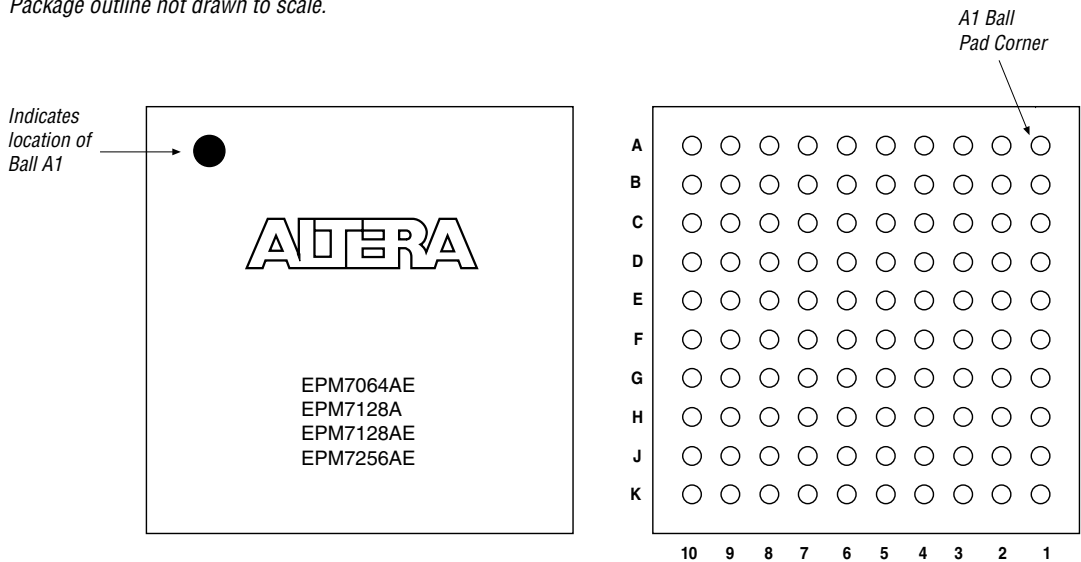 Package outline not drawn to scale.
A1 Ball
Pad Corner
Indicates
location of
Ball A1
ALTERA
EPM7064AE
EPM7128A
EPM7128AE
EPM7256AE
A
B
C
D
E
F
G
H
J
K
10 9 8 7 6 5 4 3 2 1